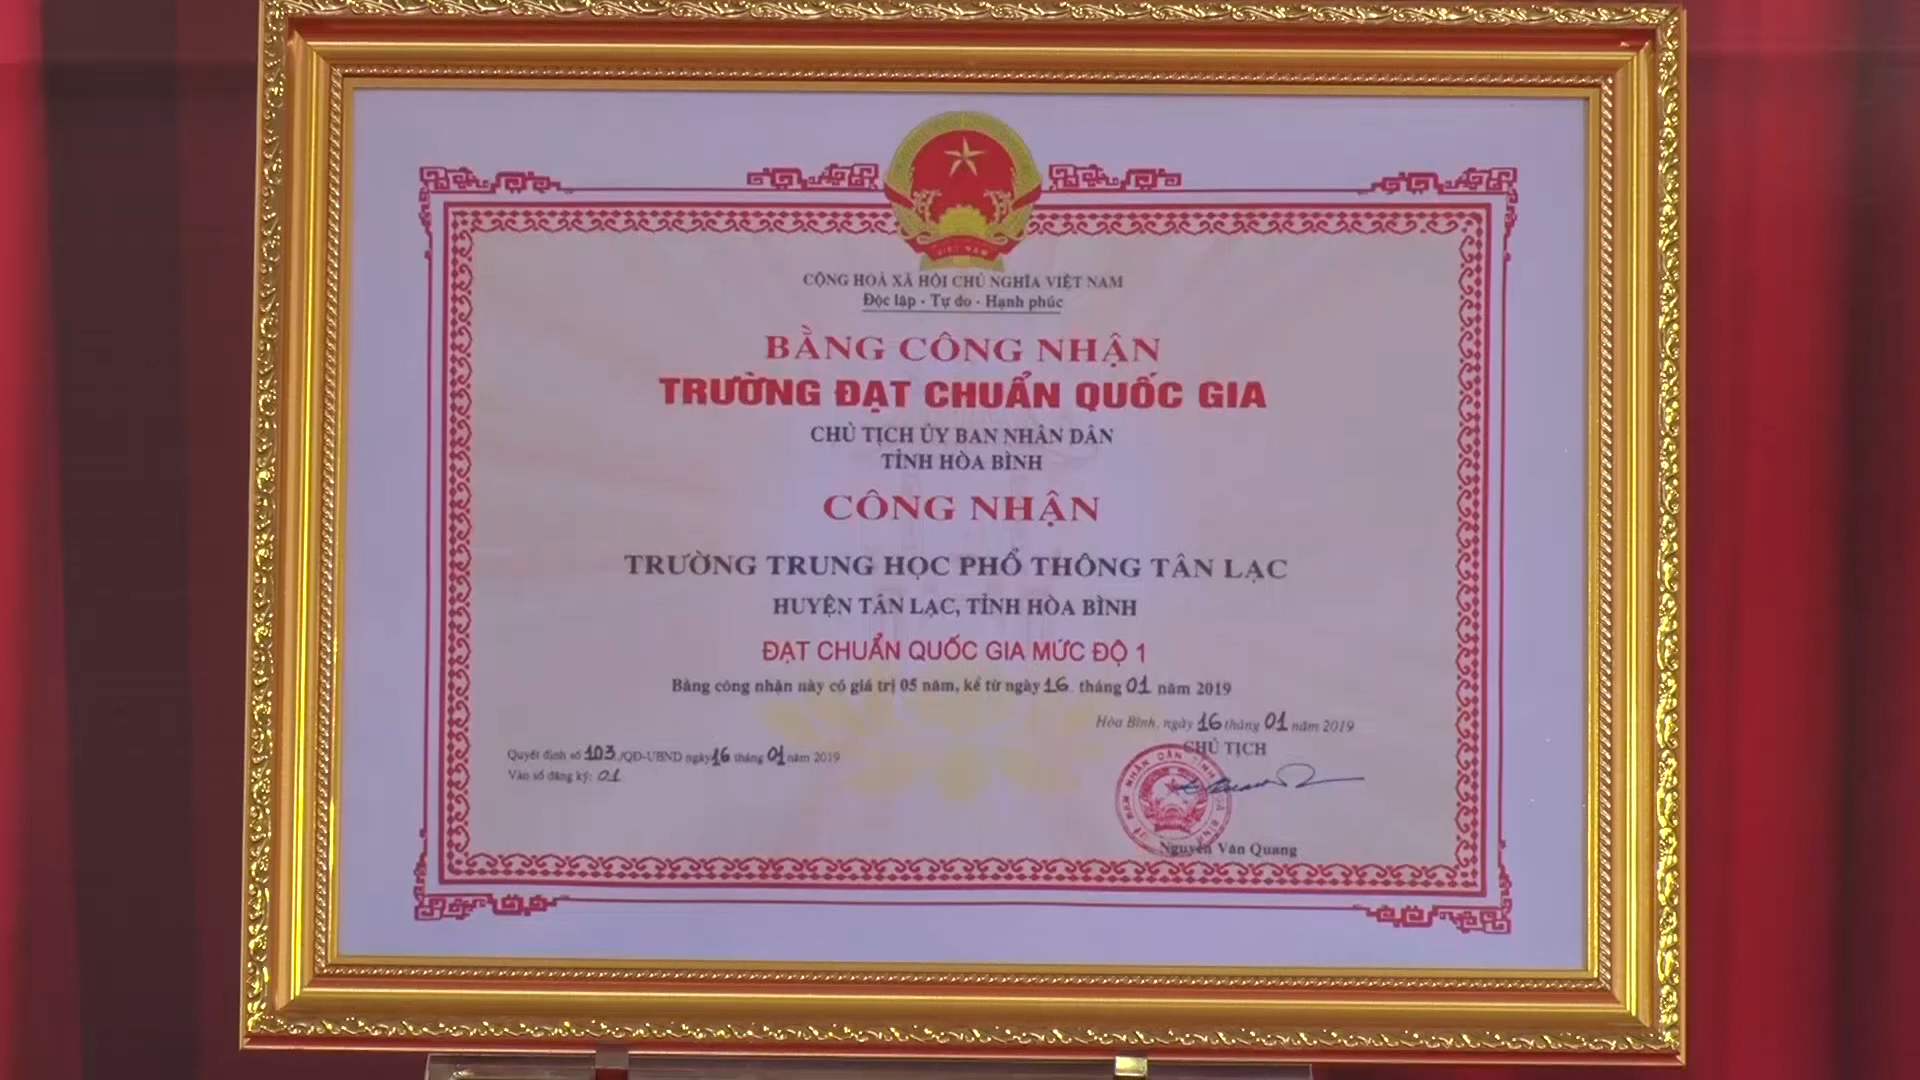 VIỆT NAM
CỘNG HOÀ XÃ HỘI CHỦ NGHĨA VIỆT NAM
Độc lập - Tự do - Hạnh phúc
BẰNG CÔNG NHẬN
TRƯỜNG ĐẠT CHUẨN QUỐC GIA
CHỦ TỊCH ỦY BAN NHÂN DÂN
TỈNH HÒA BÌNH
CÔNG NHẬN
TRƯỜNG TRUNG HỌC PHỔ THÔNG TÂN LẠC
HUYỆN TÂN LẠC, TỈNH HÒA BÌNH
ĐẠT CHUẨN QUỐC GIA MỨC ĐỘ 1
Bằng công nhận này có giá trị 05 năm, kể từ ngày 16 tháng 01 năm 2019
Hòa Bình, ngày 16 tháng 01 năm 2019
CHỦ TỊCH
Quyết định số 103/QĐ-UBND ngày 16 tháng 01 năm 2019
Vào sổ đăng ký: 01
Nguyễn Văn Quang